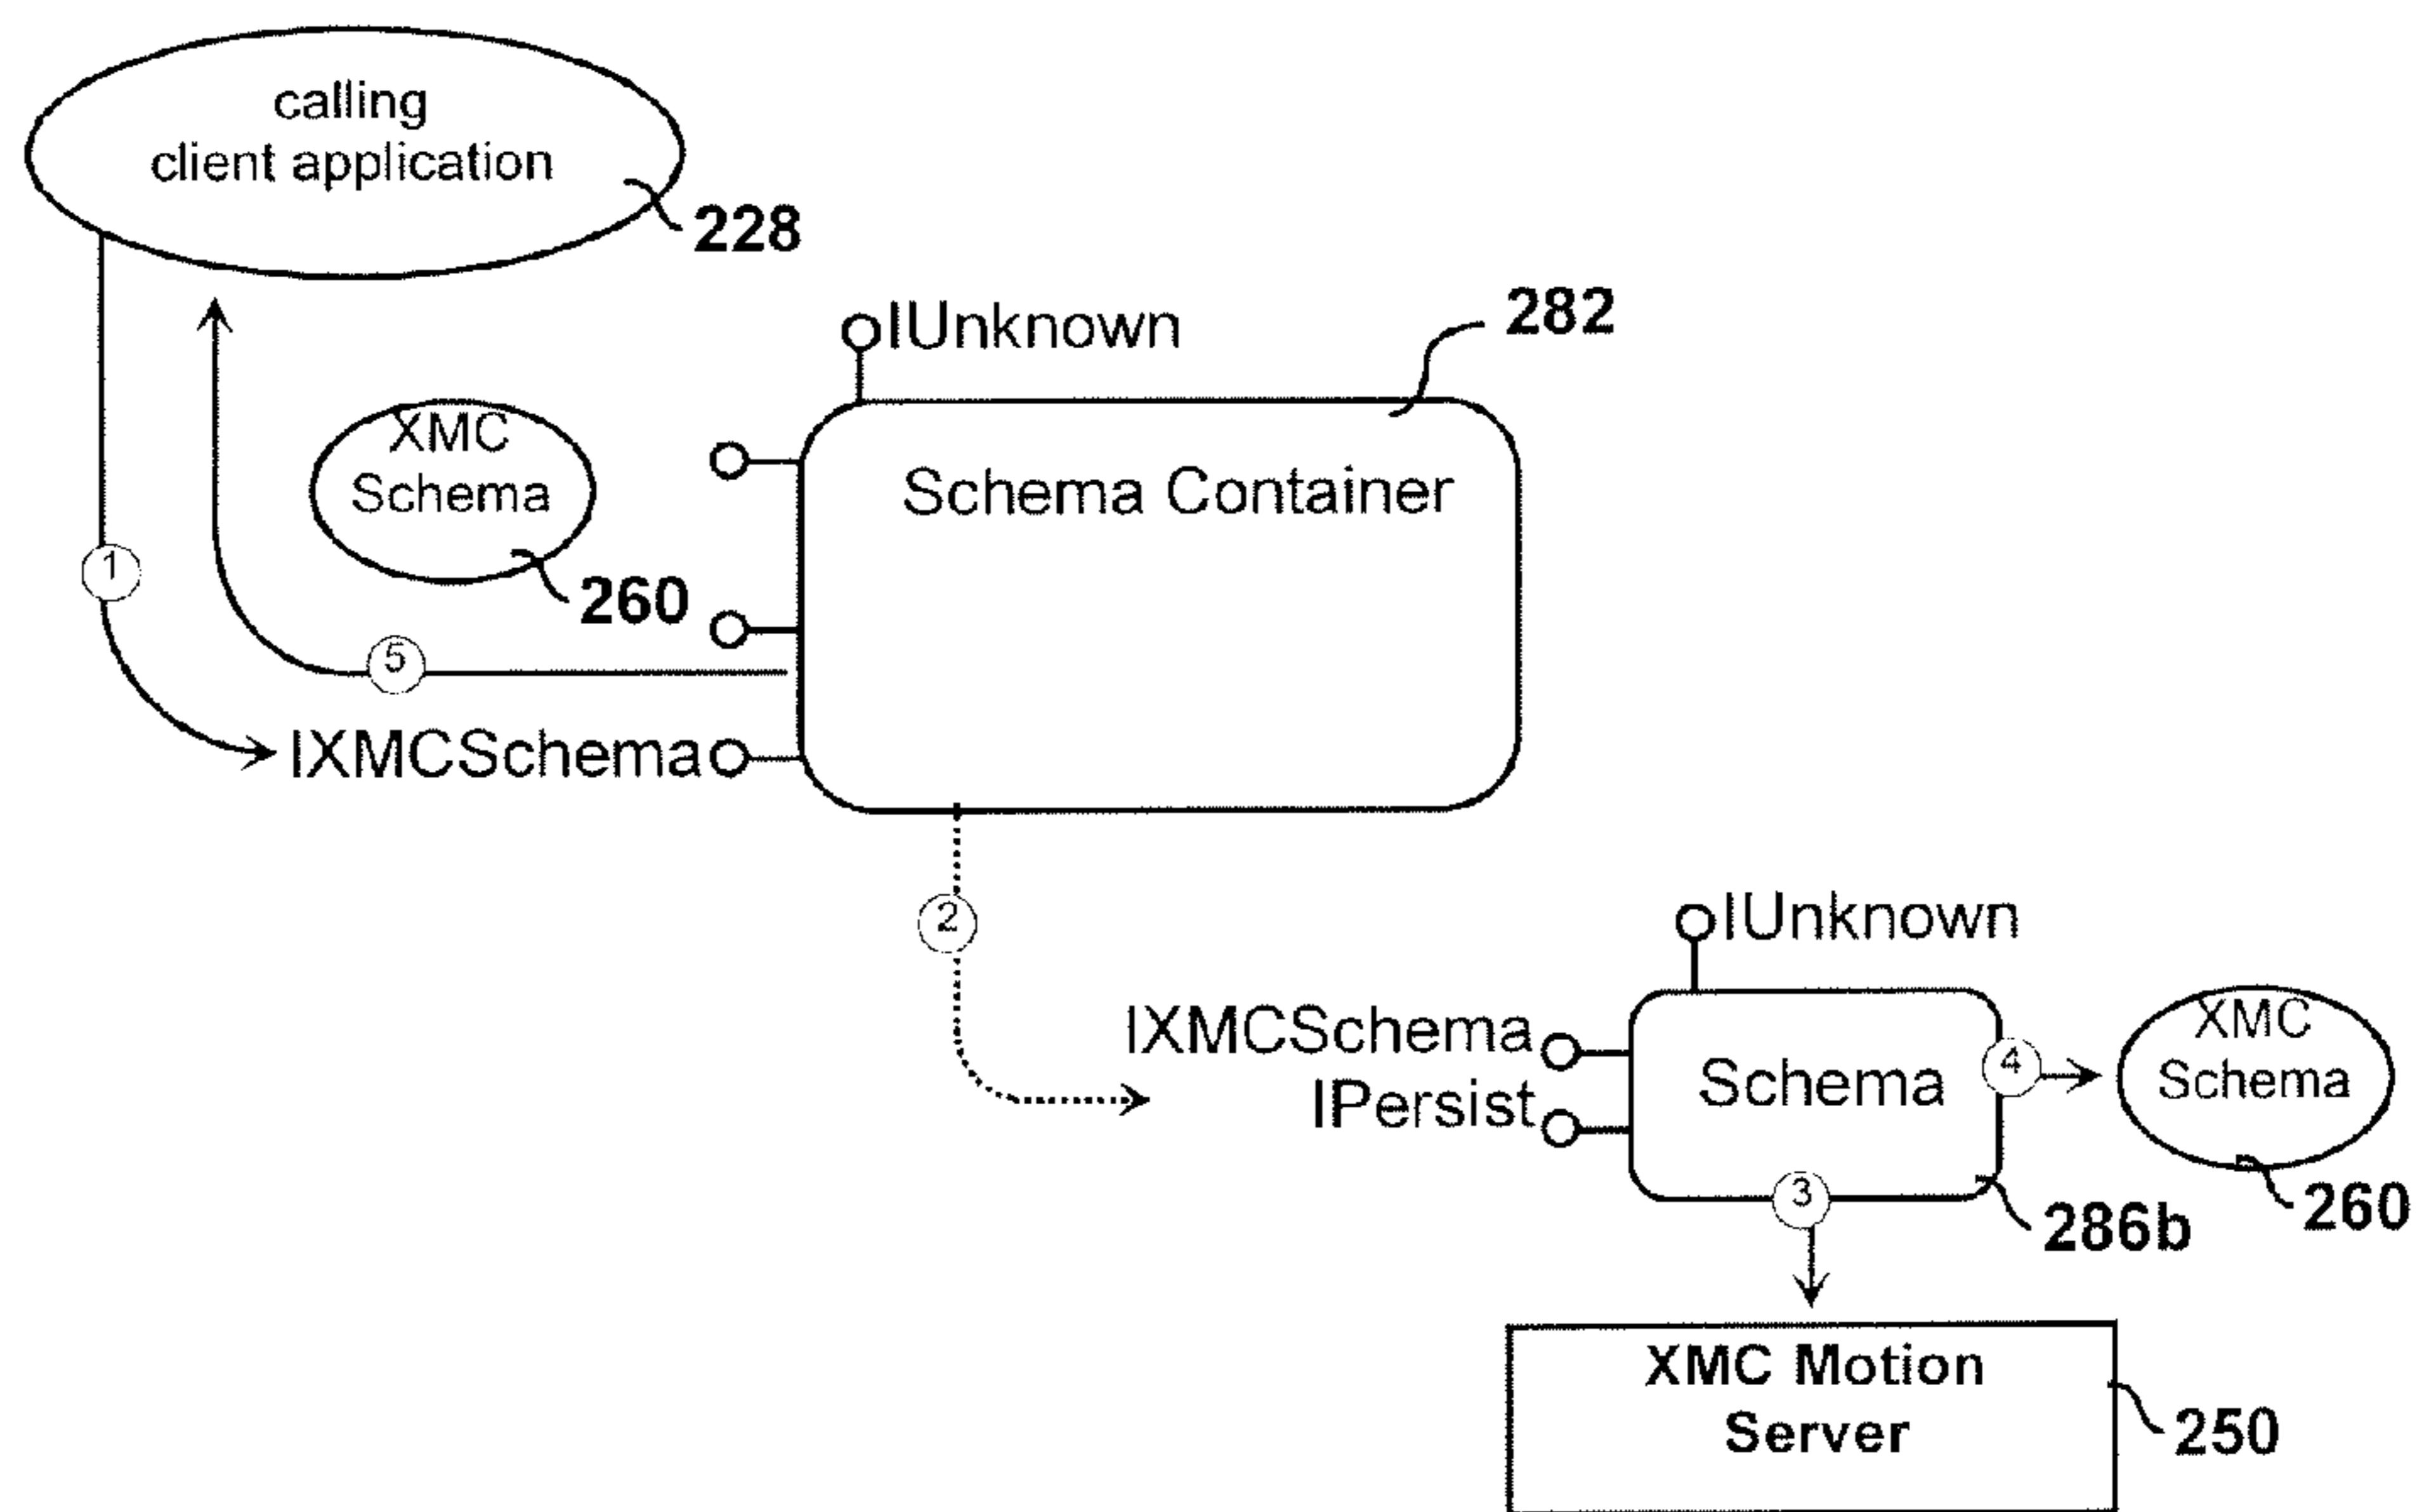 calling
client application
228
IUnknown
282
XMC
Schema
260
Schema Container
1
5
IXMCSchema
2
IUnknown
IXMCSchema
IPersist
Schema
4
XMC
Schema
260
3
286b
XMC Motion
Server
250